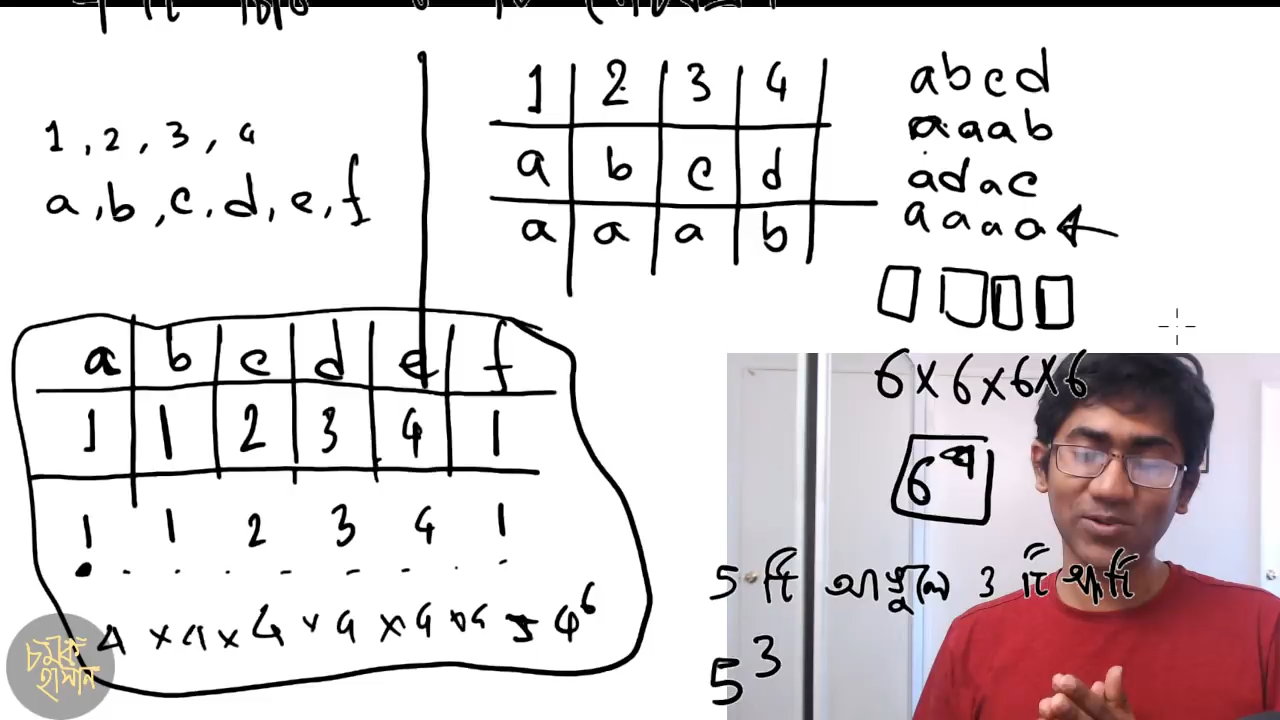 1, 2, 3, 4
a, b, c, d, e, f
1 2 3 4
a b c d
a a a b
abcd
aaab
adac
aaaa
6×6×6×6
6⁴
a b c d e f
1 1 2 3 4 1
1 1 2 3 4 1
4 × 4 × 4 × 4 × 4 × 4 = 4⁶
5 টি আঙ্গুলে 3 টি আংটি
5³
চমক
হাসান